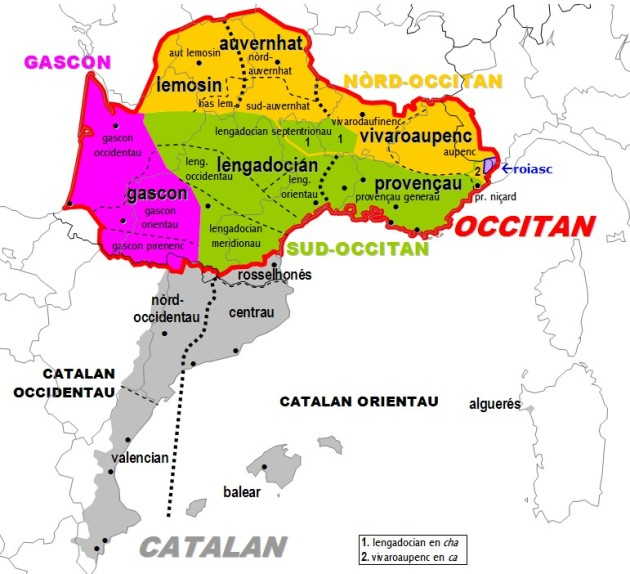 auvernhat
aut lemosin
nòrd-
auvernhat
GASCON
lemosin
NÒRD-OCCITAN
bas lem.
sud-auvernhat
vivarodaufinenc
gascon
occidentau
lengadocian septentrionau
1
1
vivaroaupenc
aupenc
leng.
occidentau
lengadocián
2
roiasc
gascon
leng.
orientau
provençau
provençau generau
pr. niçard
gascon
orientau
lengadocian
meridionau
OCCITAN
gascon pirenenc
SUD-OCCITAN
rosselhonés
nòrd-
occidentau
centrau
CATALAN
OCCIDENTAU
CATALAN ORIENTAU
alguerés
valencian
balear
CATALAN
1. lengadocian en cha
2. vivaroaupenc en ca